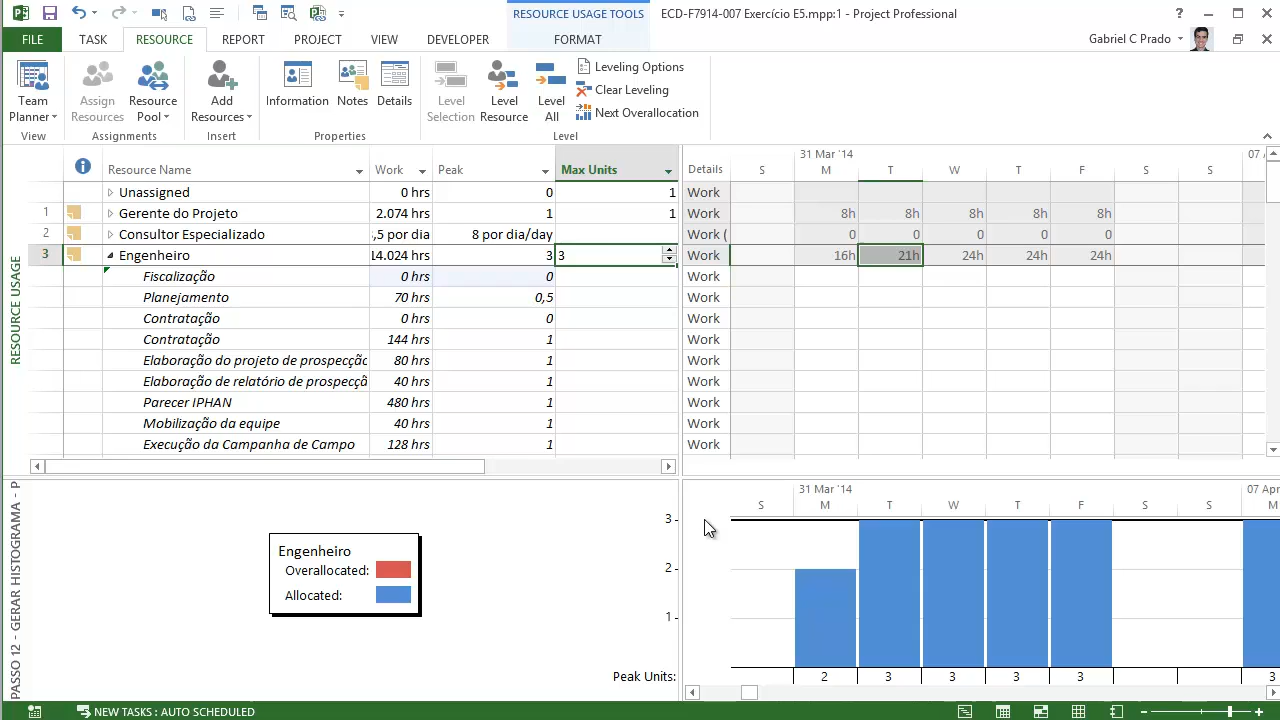 RESOURCE USAGE TOOLS
ECD-F7914-007 Exercício E5.mpp:1 - Project Professional
FILE TASK RESOURCE REPORT PROJECT VIEW DEVELOPER FORMAT
Gabriel C Prado
Team Planner
Assign Resources
Resource Pool
Add Resources
Information
Notes
Details
Level Selection
Level Resource
Level All
Leveling Options
Clear Leveling
Next Overallocation
View Assignments Insert Properties Level
RESOURCE USAGE
Resource Name Work Peak Max Units
Unassigned 0 hrs 0 1
1 Gerente do Projeto 2.074 hrs 1 1
2 Consultor Especializado ,5 por dia 8 por dia/day
3 Engenheiro 14.024 hrs 3 3
Fiscalização 0 hrs 0
Planejamento 70 hrs 0,5
Contratação 0 hrs 0
Contratação 144 hrs 1
Elaboração do projeto de prospecção 80 hrs 1
Elaboração de relatório de prospecçã 40 hrs 1
Parecer IPHAN 480 hrs 1
Mobilização da equipe 40 hrs 1
Execução da Campanha de Campo 128 hrs 1
31 Mar '14 07 A
Details S M T W T F S S
Work
Work 8h 8h 8h 8h 8h
Work ( 0 0 0 0 0
Work 16h 21h 24h 24h 24h
Work
Work
Work
Work
Work
Work
Work
Work
Work
PASSO 12 - GERAR HISTOGRAMA - P
Engenheiro
Overallocated:
Allocated:
31 Mar '14 07 Apr
S M T W T F S S M
3
2
1
Peak Units: 2 3 3 3 3 3
NEW TASKS : AUTO SCHEDULED